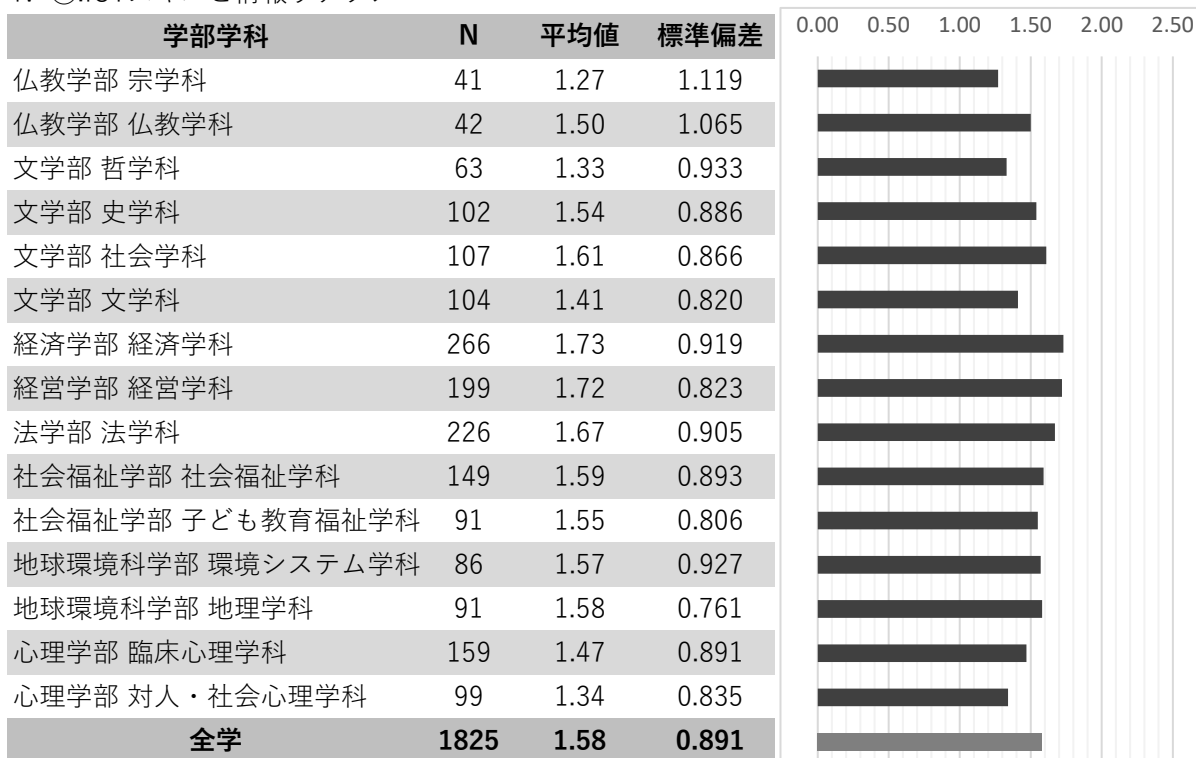 学部学科 N 平均値 標準偏差
0.00 0.50 1.00 1.50 2.00 2.50
仏教学部 宗学科 41 1.27 1.119
仏教学部 仏教学科 42 1.50 1.065
文学部 哲学科 63 1.33 0.933
文学部 史学科 102 1.54 0.886
文学部 社会学科 107 1.61 0.866
文学部 文学科 104 1.41 0.820
経済学部 経済学科 266 1.73 0.919
経営学部 経営学科 199 1.72 0.823
法学部 法学科 226 1.67 0.905
社会福祉学部 社会福祉学科 149 1.59 0.893
社会福祉学部 子ども教育福祉学科 91 1.55 0.806
地球環境科学部 環境システム学科 86 1.57 0.927
地球環境科学部 地理学科 91 1.58 0.761
心理学部 臨床心理学科 159 1.47 0.891
心理学部 対人・社会心理学科 99 1.34 0.835
全学 1825 1.58 0.891